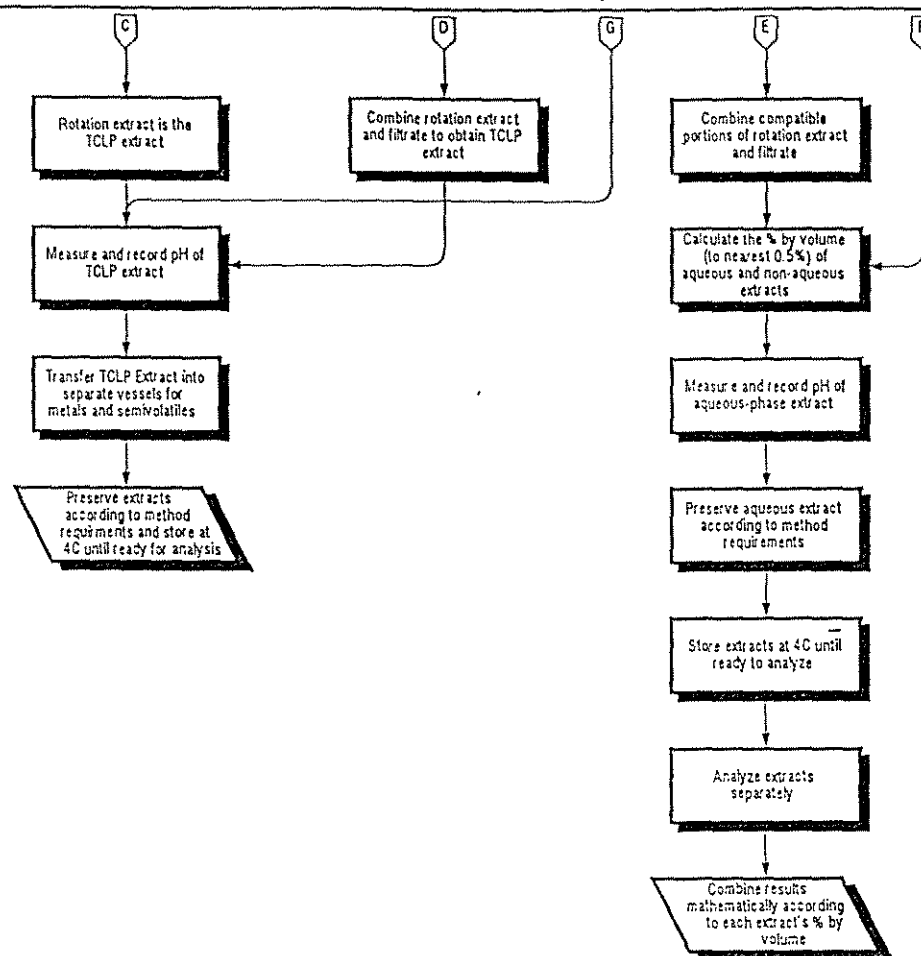 C
D
G
E
Rotation extract is the
TCLP extract
Combine rotation extract
and filtrate to obtain TCLP
extract
Combine compatible
portions of rotation extract
and filtrate
Measure and record pH of
TCLP extract
Calculate the % by volume
(to nearest 0.5%) of
aqueous and non-aqueous
extracts
Transfer TCLP Extract into
separate vessels for
metals and semivolatiles
Measure and record pH of
aqueous-phase extract
Preserve extracts
according to method
requirments and store at
4C until ready for analysis
Preserve aqueous extract
according to method
requirements
Store extracts at 4C until
ready to analyze
Analyze extracts
separately
Combine results
mathematically according
to each extract's % by
volume